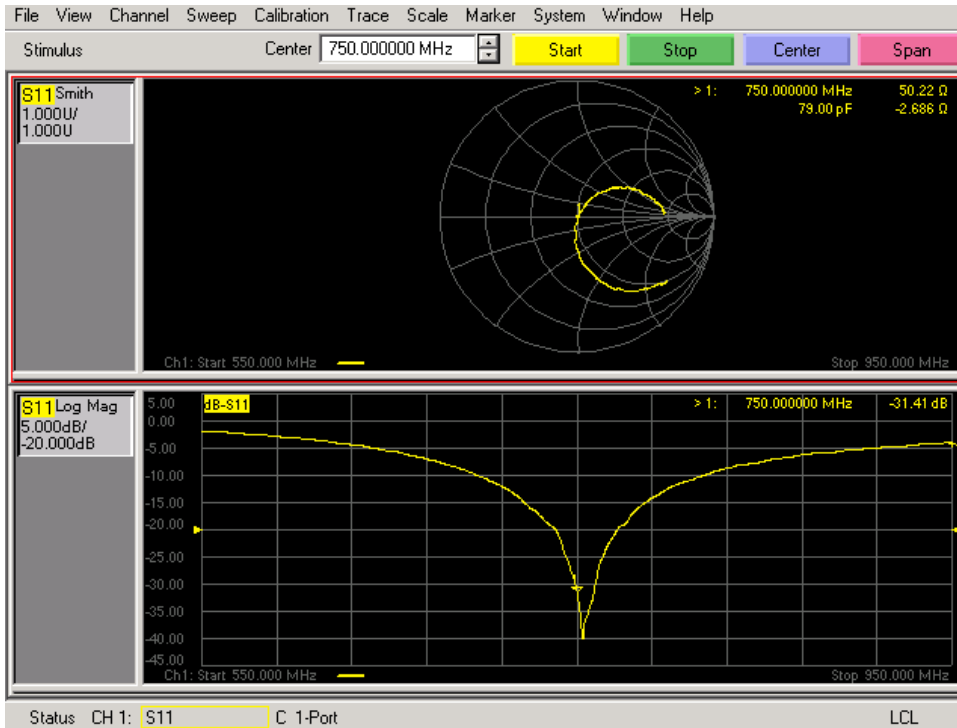 File View Channel Sweep Calibration Trace Scale Marker System Window Help
Stimulus Center 750.000000 MHz Start Stop Center Span
S11 Smith
1.000U/
1.000U
> 1: 750.000000 MHz 50.22 Ω
79.00 pF -2.686 Ω
Ch1: Start 550.000 MHz Stop 950.000 MHz
S11 Log Mag
5.000dB/
-20.000dB
dB-S11
> 1: 750.000000 MHz -31.41 dB
5.00
0.00
-5.00
-10.00
-15.00
-20.00
-25.00
-30.00
-35.00
-40.00
-45.00
Ch1: Start 550.000 MHz Stop 950.000 MHz
Status CH 1: S11 C 1-Port LCL